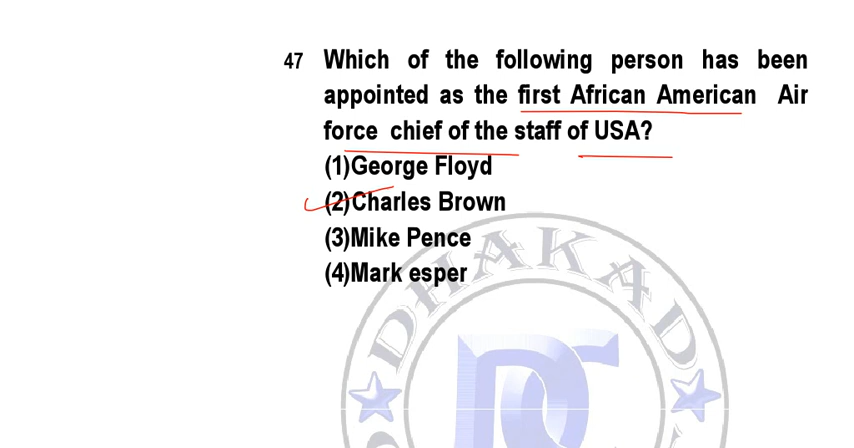 47 Which of the following person has been
appointed as the first African American Air
force chief of the staff of USA?
(1)George Floyd
(2)Charles Brown
(3)Mike Pence
(4)Mark esper
DHAKAD
DC